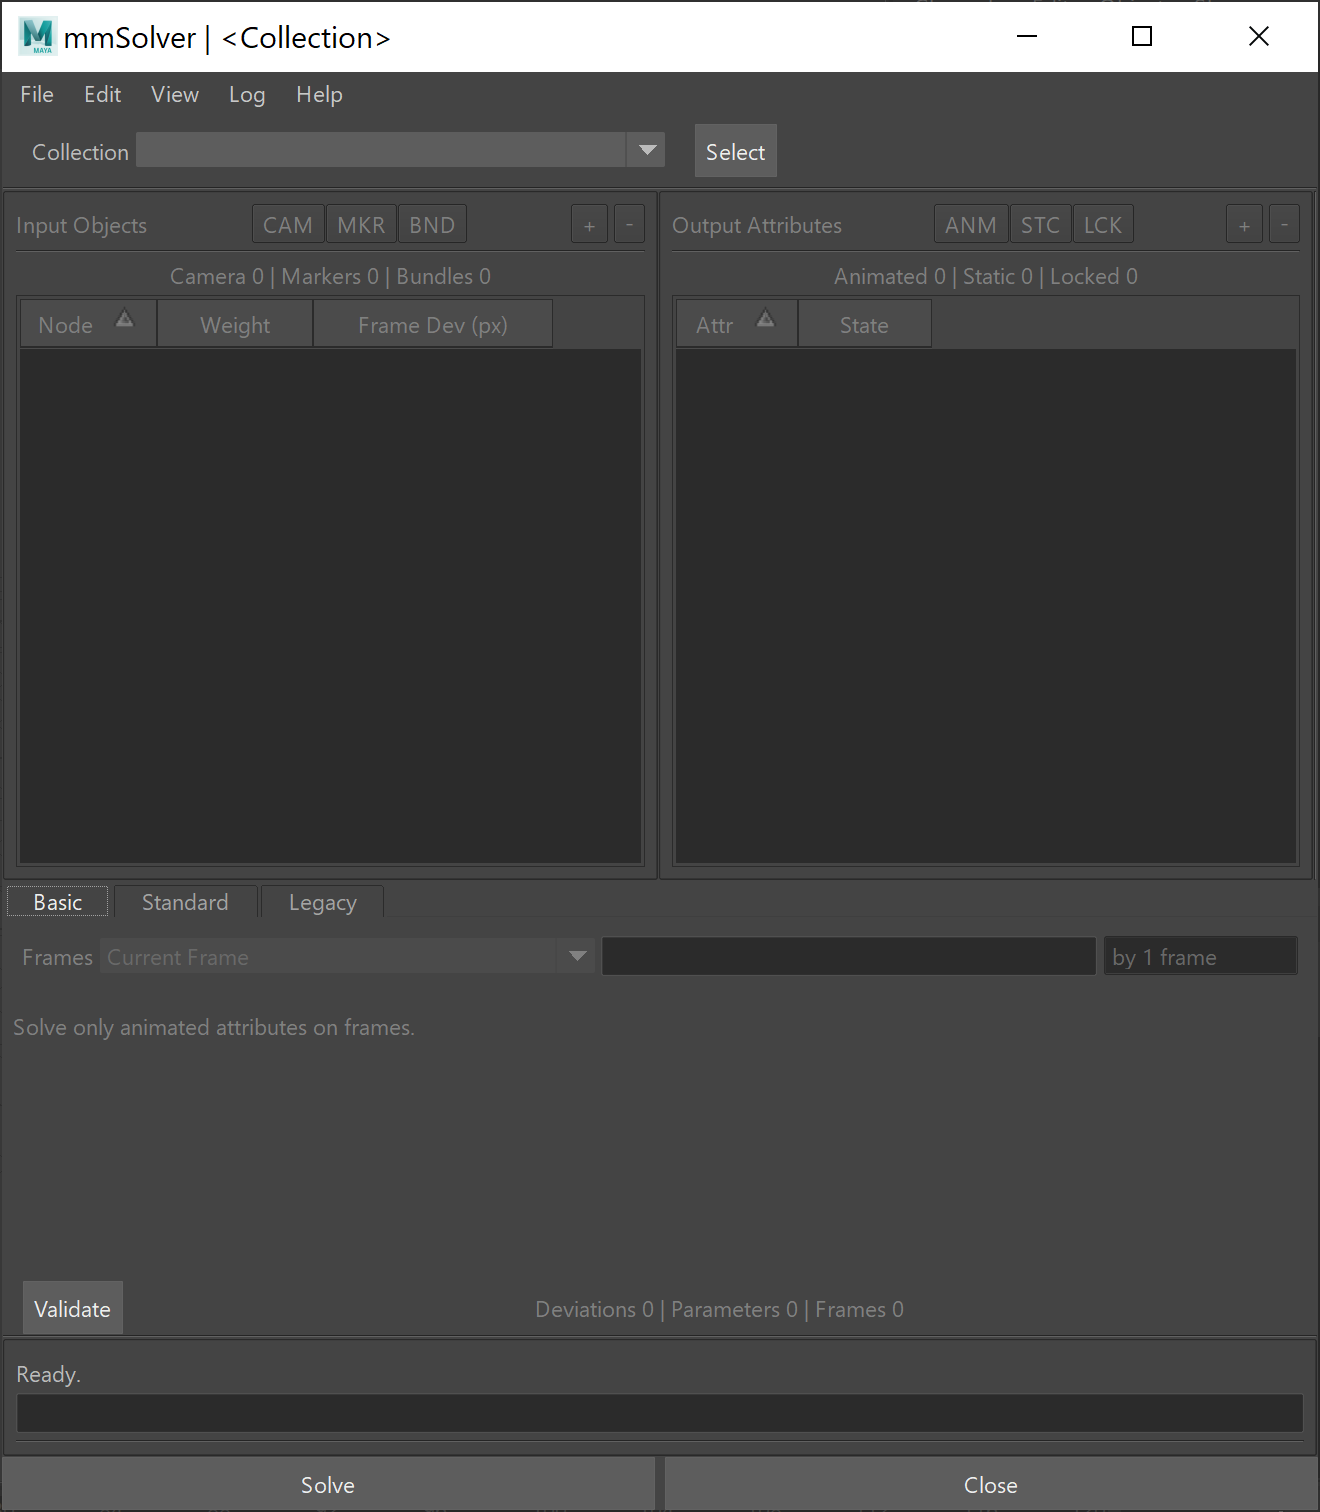 mmSolver | <Collection>
File Edit View Log Help
Collection Select
Input Objects CAM MKR BND + -
Camera 0 | Markers 0 | Bundles 0
Node Weight Frame Dev (px)
Output Attributes ANM STC LCK + -
Animated 0 | Static 0 | Locked 0
Attr State
Basic Standard Legacy
Frames Current Frame by 1 frame
Solve only animated attributes on frames.
Validate Deviations 0 | Parameters 0 | Frames 0
Ready.
Solve Close